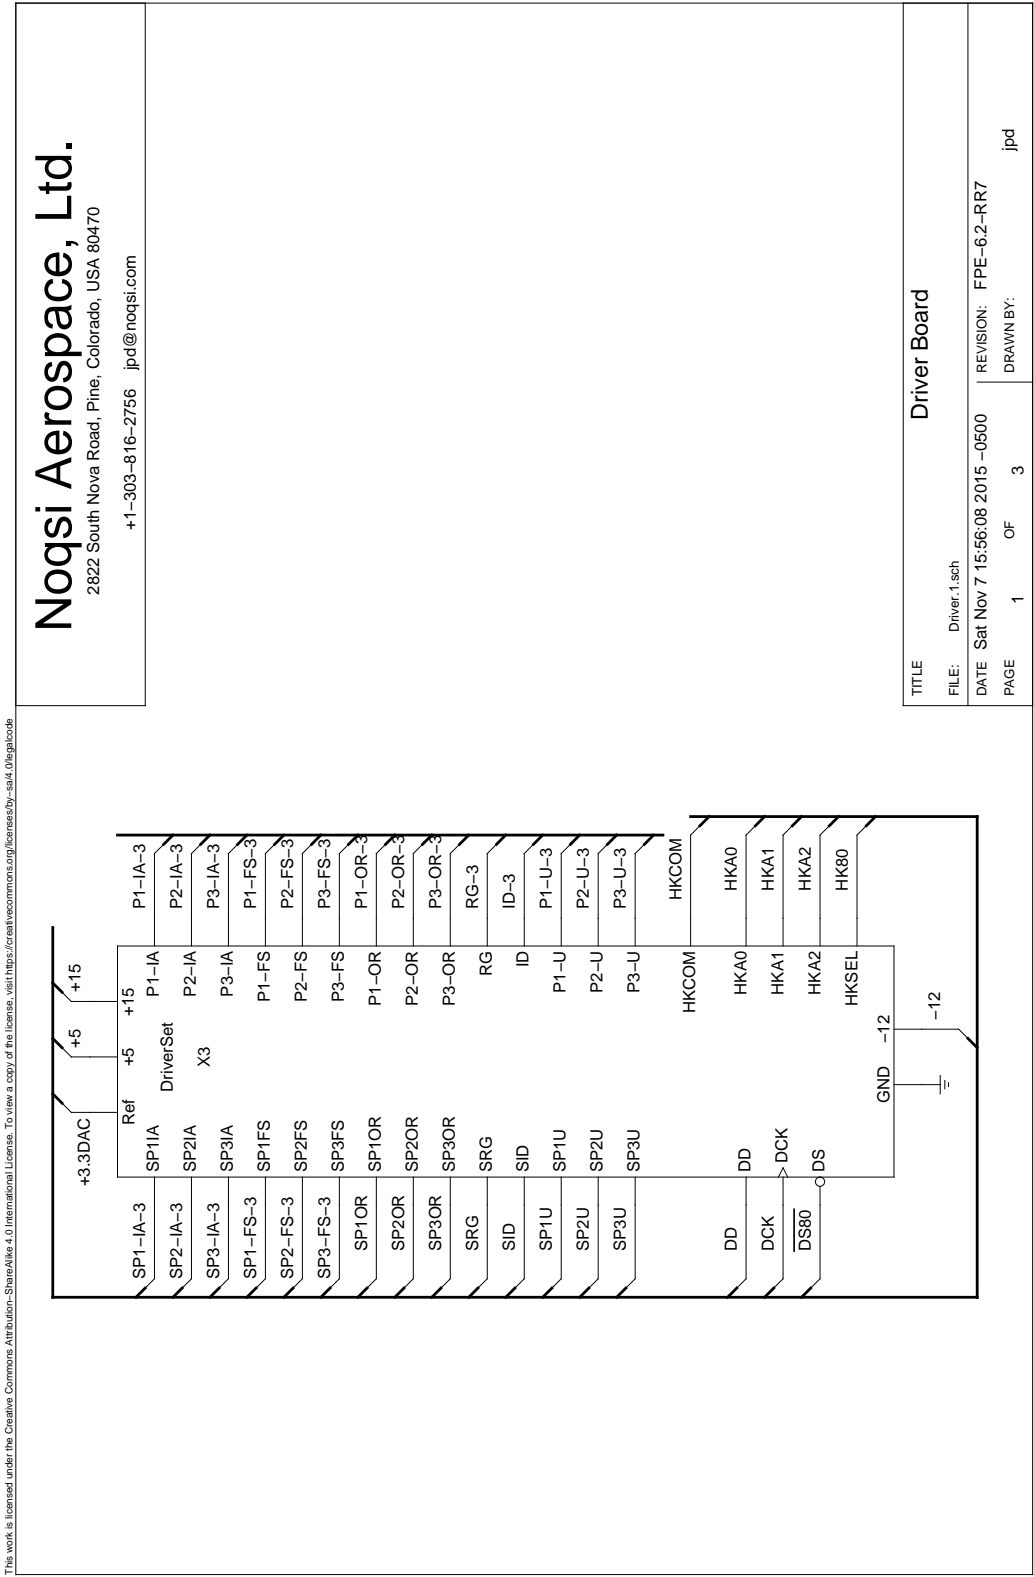 This work is licensed under the Creative Commons Attribution−ShareAlike 4.0 International License. To view a copy of the license, visit https://creativecommons.org/licenses/by−sa/4.0/legalcode
Noqsi Aerospace, Ltd.
2822 South Nova Road, Pine, Colorado, USA 80470
+1−303−816−2756 jpd@noqsi.com
+3.3DAC
+5
+15
Ref
+5
+15
DriverSet
X3
SP1−IA−3 SP1IA P1−IA P1−IA−3
SP2−IA−3 SP2IA P2−IA P2−IA−3
SP3−IA−3 SP3IA P3−IA P3−IA−3
SP1−FS−3 SP1FS P1−FS P1−FS−3
SP2−FS−3 SP2FS P2−FS P2−FS−3
SP3−FS−3 SP3FS P3−FS P3−FS−3
SP1OR SP1OR P1−OR P1−OR−3
SP2OR SP2OR P2−OR P2−OR−3
SP3OR SP3OR P3−OR P3−OR−3
SRG SRG RG RG−3
SID SID ID ID−3
SP1U SP1U P1−U P1−U−3
SP2U SP2U P2−U P2−U−3
SP3U SP3U P3−U P3−U−3
HKCOM HKCOM
DD DD HKA0 HKA0
DCK DCK HKA1 HKA1
DS80 DS HKA2 HKA2
HKSEL HK80
GND
−12
−12
TITLE
Driver Board
FILE: Driver.1.sch
DATE Sat Nov 7 15:56:08 2015 −0500
REVISION: FPE−6.2−RR7
PAGE 1 OF 3
DRAWN BY: jpd